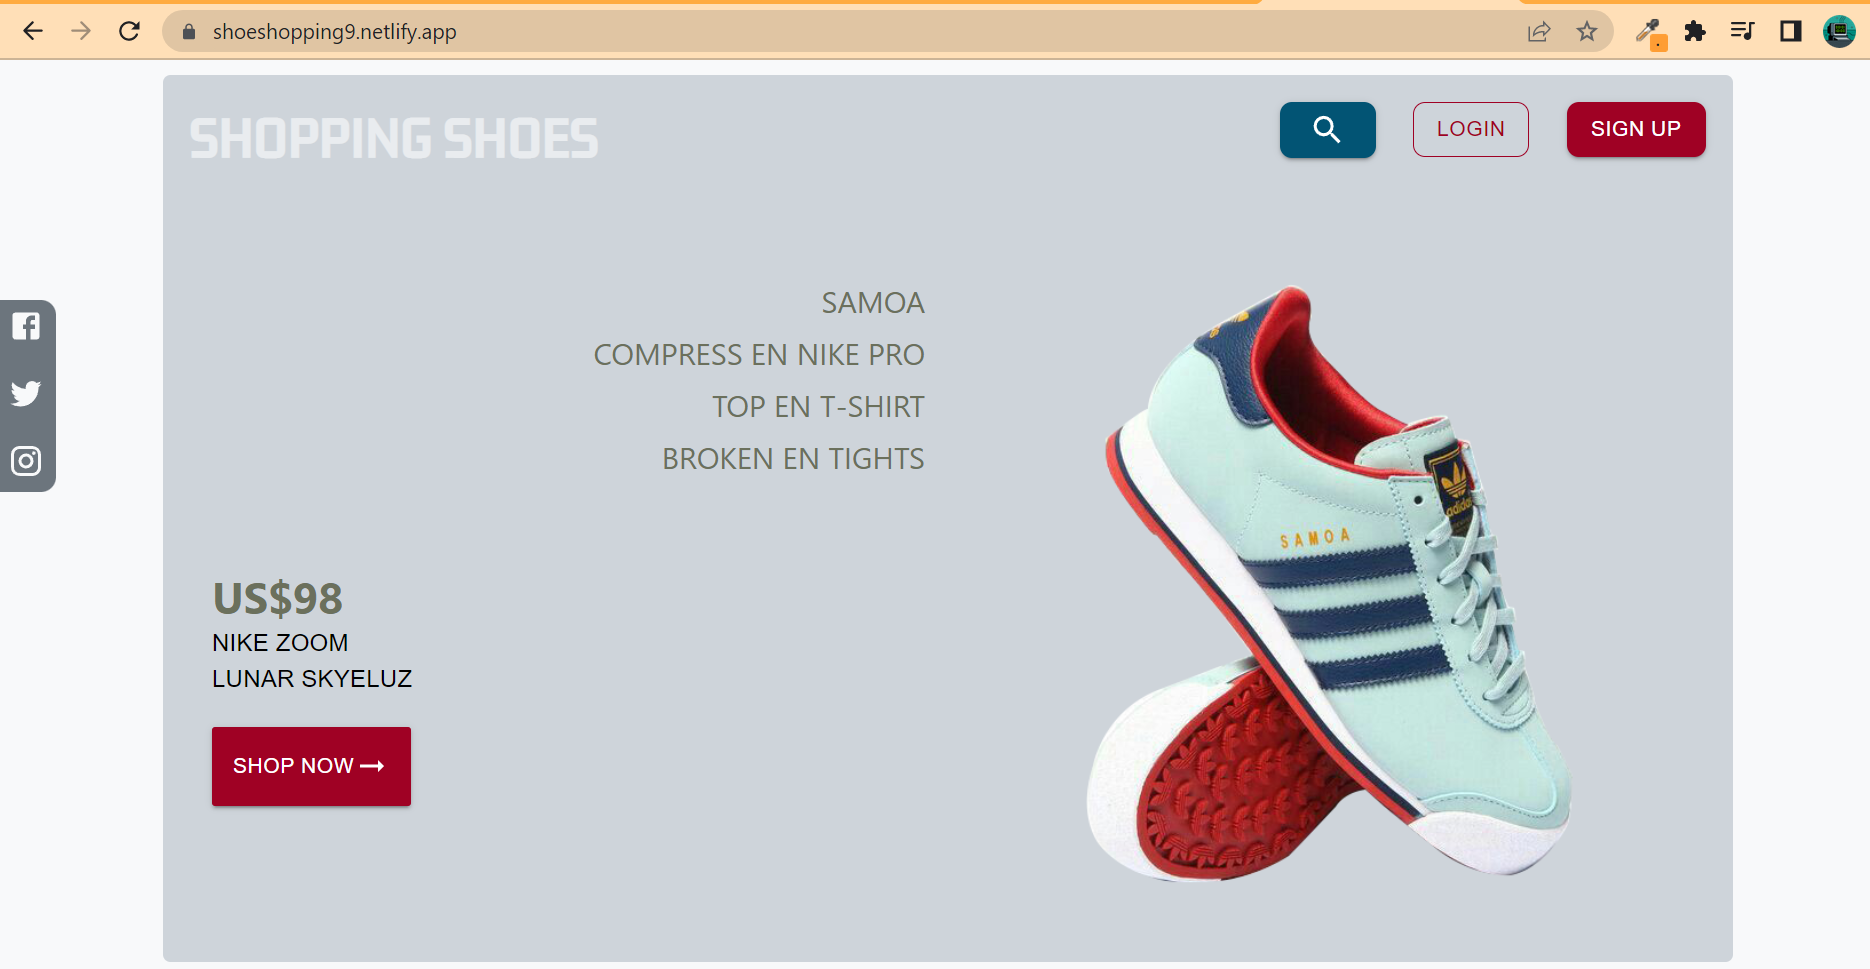 shoeshopping9.netlify.app
SHOPPING SHOES
LOGIN
SIGN UP
SAMOA
COMPRESS EN NIKE PRO
TOP EN T-SHIRT
BROKEN EN TIGHTS
adidas
SAMOA
US$98
NIKE ZOOM
LUNAR SKYELUZ
SHOP NOW